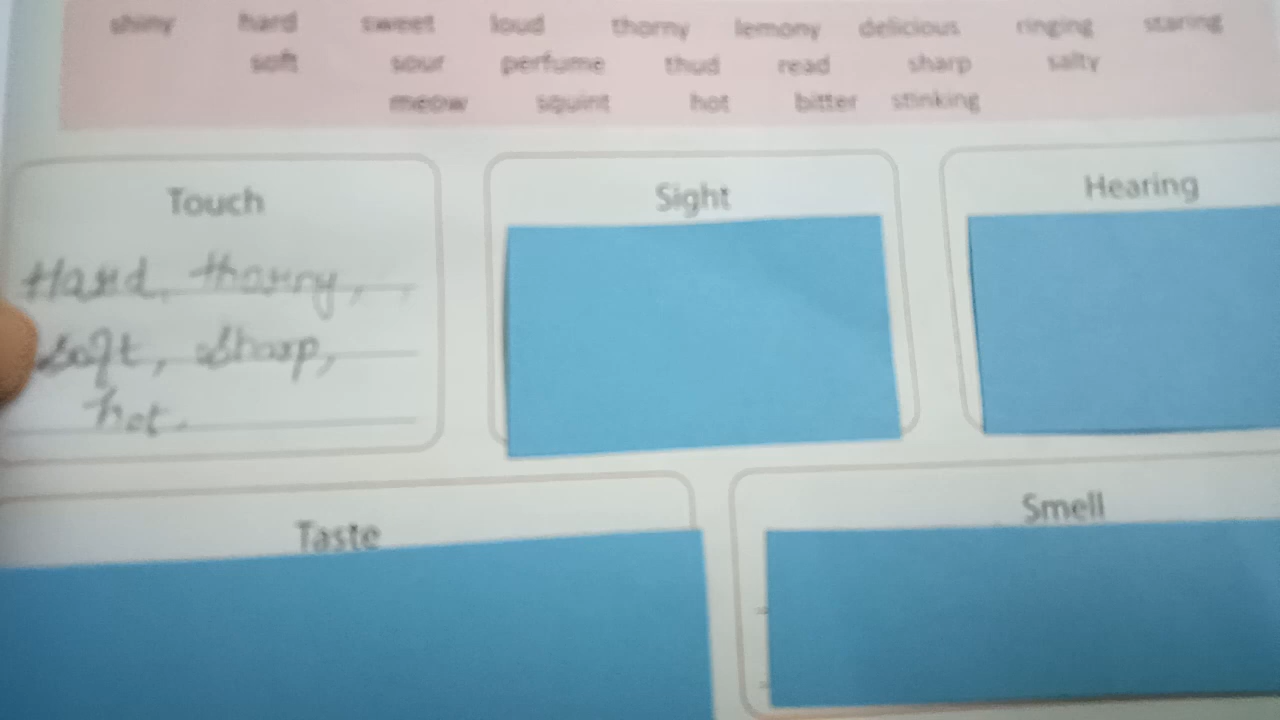 shiny hard sweet loud thorny lemony delicious ringing staring
soft sour perfume thud read sharp salty
meow squint hot bitter stinking
Touch
Hard, thorny,
Soft, Sharp,
hot.
Sight
Hearing
Taste
Smell